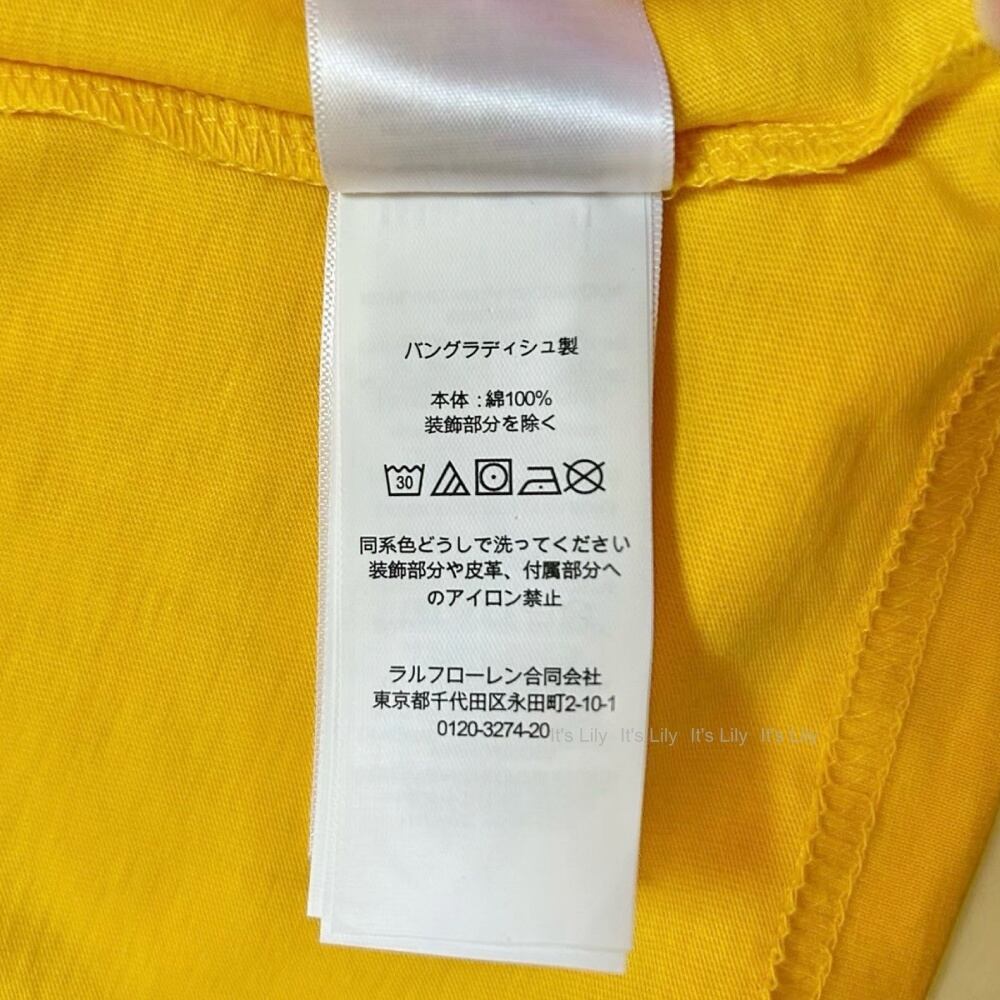 バングラディシュ製
本体 : 綿100%
装飾部分を除く
30
同系色どうしで洗ってください
装飾部分や皮革、付属部分へ
のアイロン禁止
ラルフローレン合同会社
東京都千代田区永田町2-10-1
0120-3274-20
It's Lily It's Lily It's Lily It's Lily